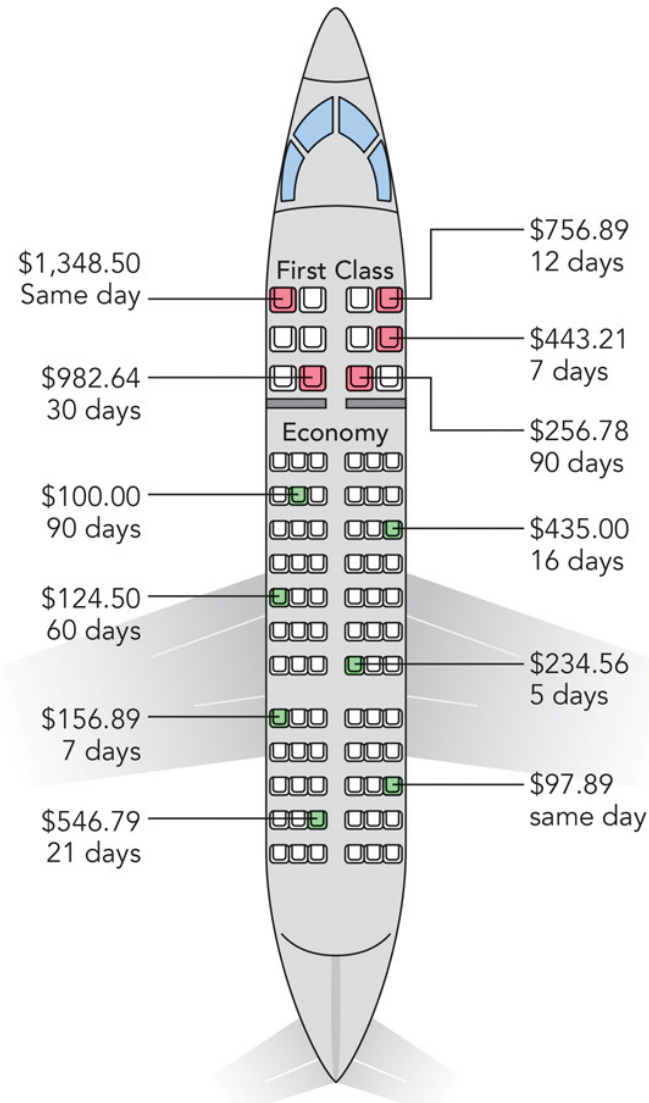 $1,348.50
Same day
First Class
$756.89
12 days
$443.21
7 days
$982.64
30 days
$256.78
90 days
Economy
$100.00
90 days
$435.00
16 days
$124.50
60 days
$234.56
5 days
$156.89
7 days
$97.89
same day
$546.79
21 days